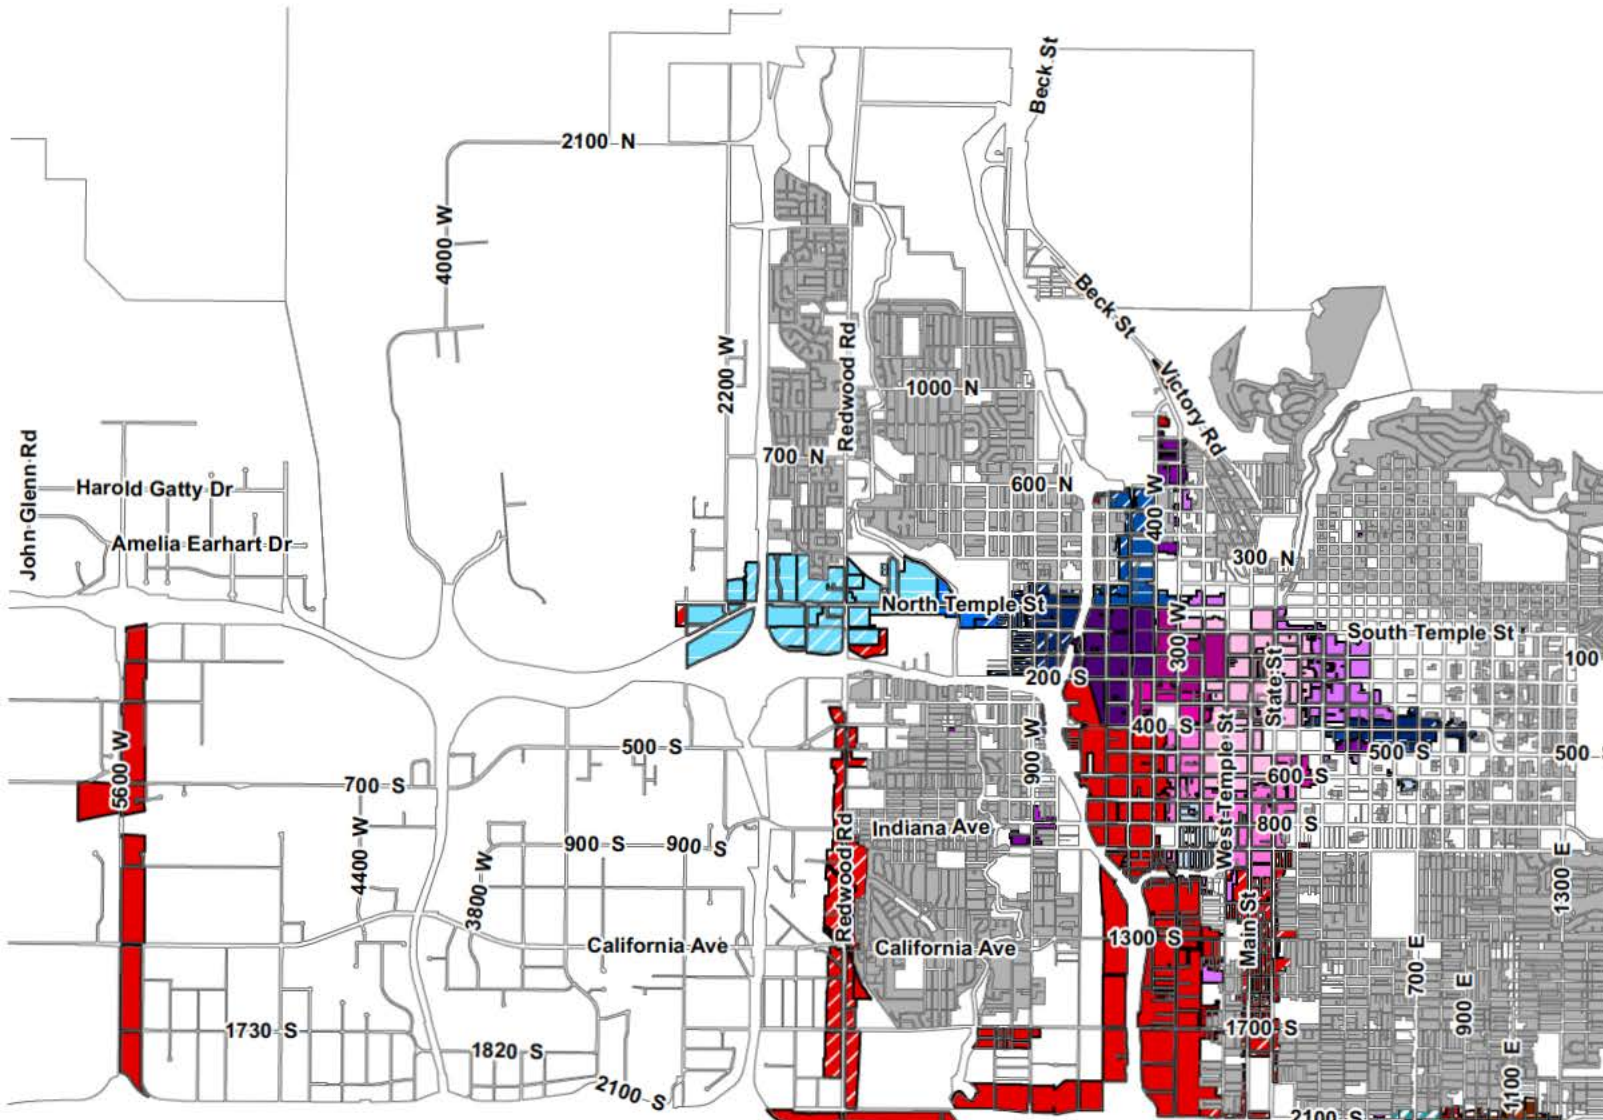 Beck St
2100 N
4000 W
Beck St
2200 W
Redwood Rd
1000 N
Victory Rd
John Glenn Rd
700 N
Harold Gatty Dr
600 N
400 W
Amelia Earhart Dr
300 N
North Temple St
300 W
South Temple St
State St
100
200 S
400 S
5600 W
500 S
900 W
West Temple St
500 S
500
700 S
600 S
4400 W
Redwood Rd
Indiana Ave
800 S
900 S
900 S
3800 W
1300 E
California Ave
California Ave
1300 S
Main St
700 E
900 E
1730 S
1700 S
1820 S
1100 E
2100 S
2100 S